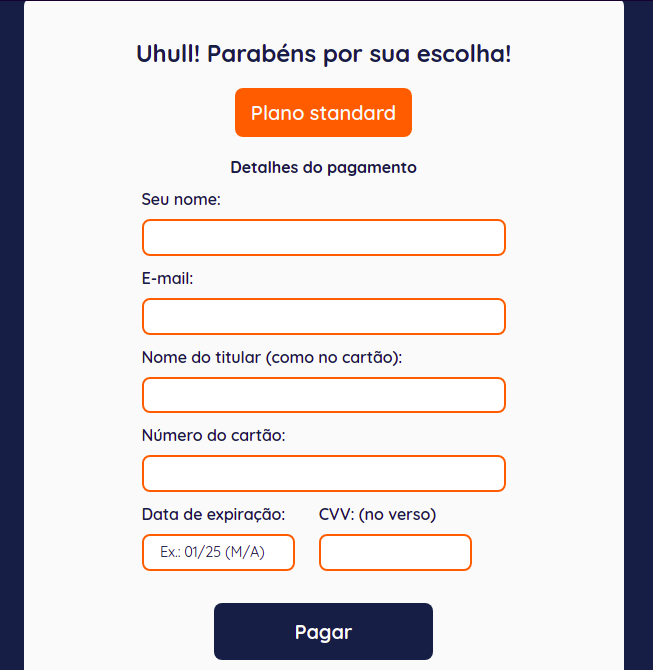 Uhull! Parabéns por sua escolha!
Plano standard
Detalhes do pagamento
Seu nome:
E-mail:
Nome do titular (como no cartão):
Número do cartão:
Data de expiração: CVV: (no verso)
Ex.: 01/25 (M/A)
Pagar